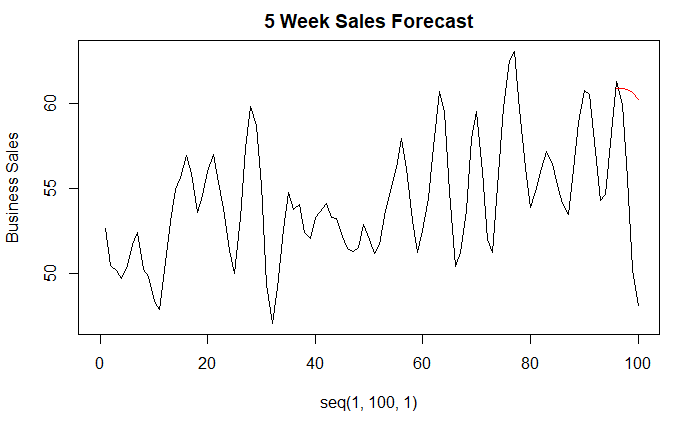 5 Week Sales Forecast
Business Sales
60
55
50
0 20 40 60 80 100
seq(1, 100, 1)